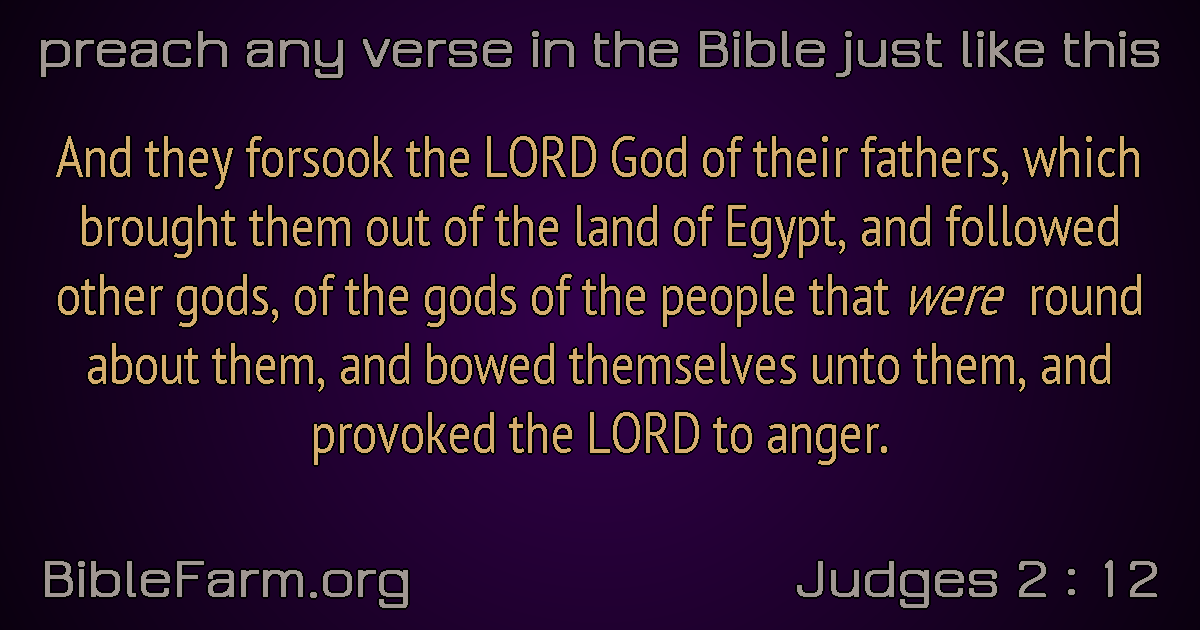 preach any verse in the Bible just like this
And they forsook the LORD God of their fathers, which
brought them out of the land of Egypt, and followed
other gods, of the gods of the people that were round
about them, and bowed themselves unto them, and
provoked the LORD to anger.
BibleFarm.org
Judges 2 : 12